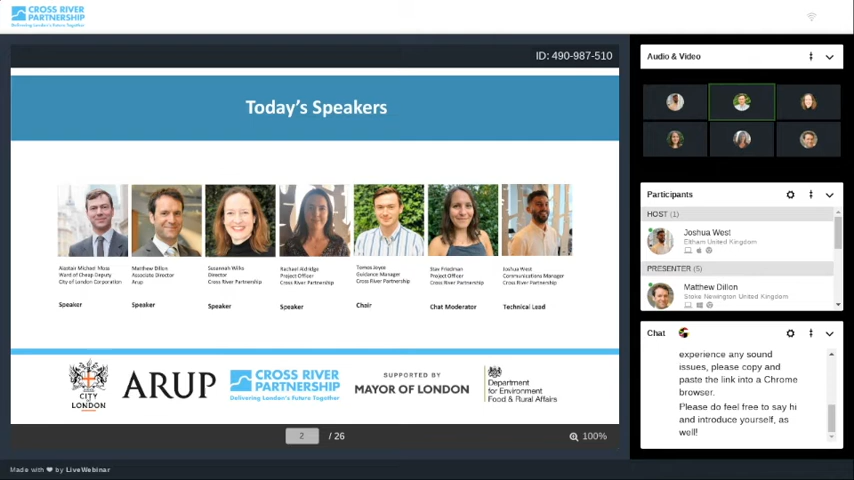 CROSS RIVER
PARTNERSHIP
Delivering London's Future Together
ID: 490-987-510
Today's Speakers
Alastair Michael Moss
Ward of Cheap Deputy
City of London Corporation
Speaker
Matthew Dillon
Associate Director
Arup
Speaker
Susannah Wilks
Director
Cross River Partnership
Speaker
Rachael Aldridge
Project Officer
Cross River Partnership
Speaker
Tomos Joyce
Guidance Manager
Cross River Partnership
Chair
Stav Friedman
Project Officer
Cross River Partnership
Chat Moderator
Joshua West
Communications Manager
Cross River Partnership
Technical Lead
CITY
OF
LONDON
ARUP
CROSS RIVER
PARTNERSHIP
Delivering London's Future Together
SUPPORTED BY
MAYOR OF LONDON
Department
for Environment
Food & Rural Affairs
2 / 26
100%
Made with ❤ by LiveWebinar
Audio & Video
Participants
HOST (1)
Joshua West
Eltham United Kingdom
PRESENTER (5)
Matthew Dillon
Stoke Newington United Kingdom
Chat
experience any sound
issues, please copy and
paste the link into a Chrome
browser.
Please do feel free to say hi
and introduce yourself, as
well!